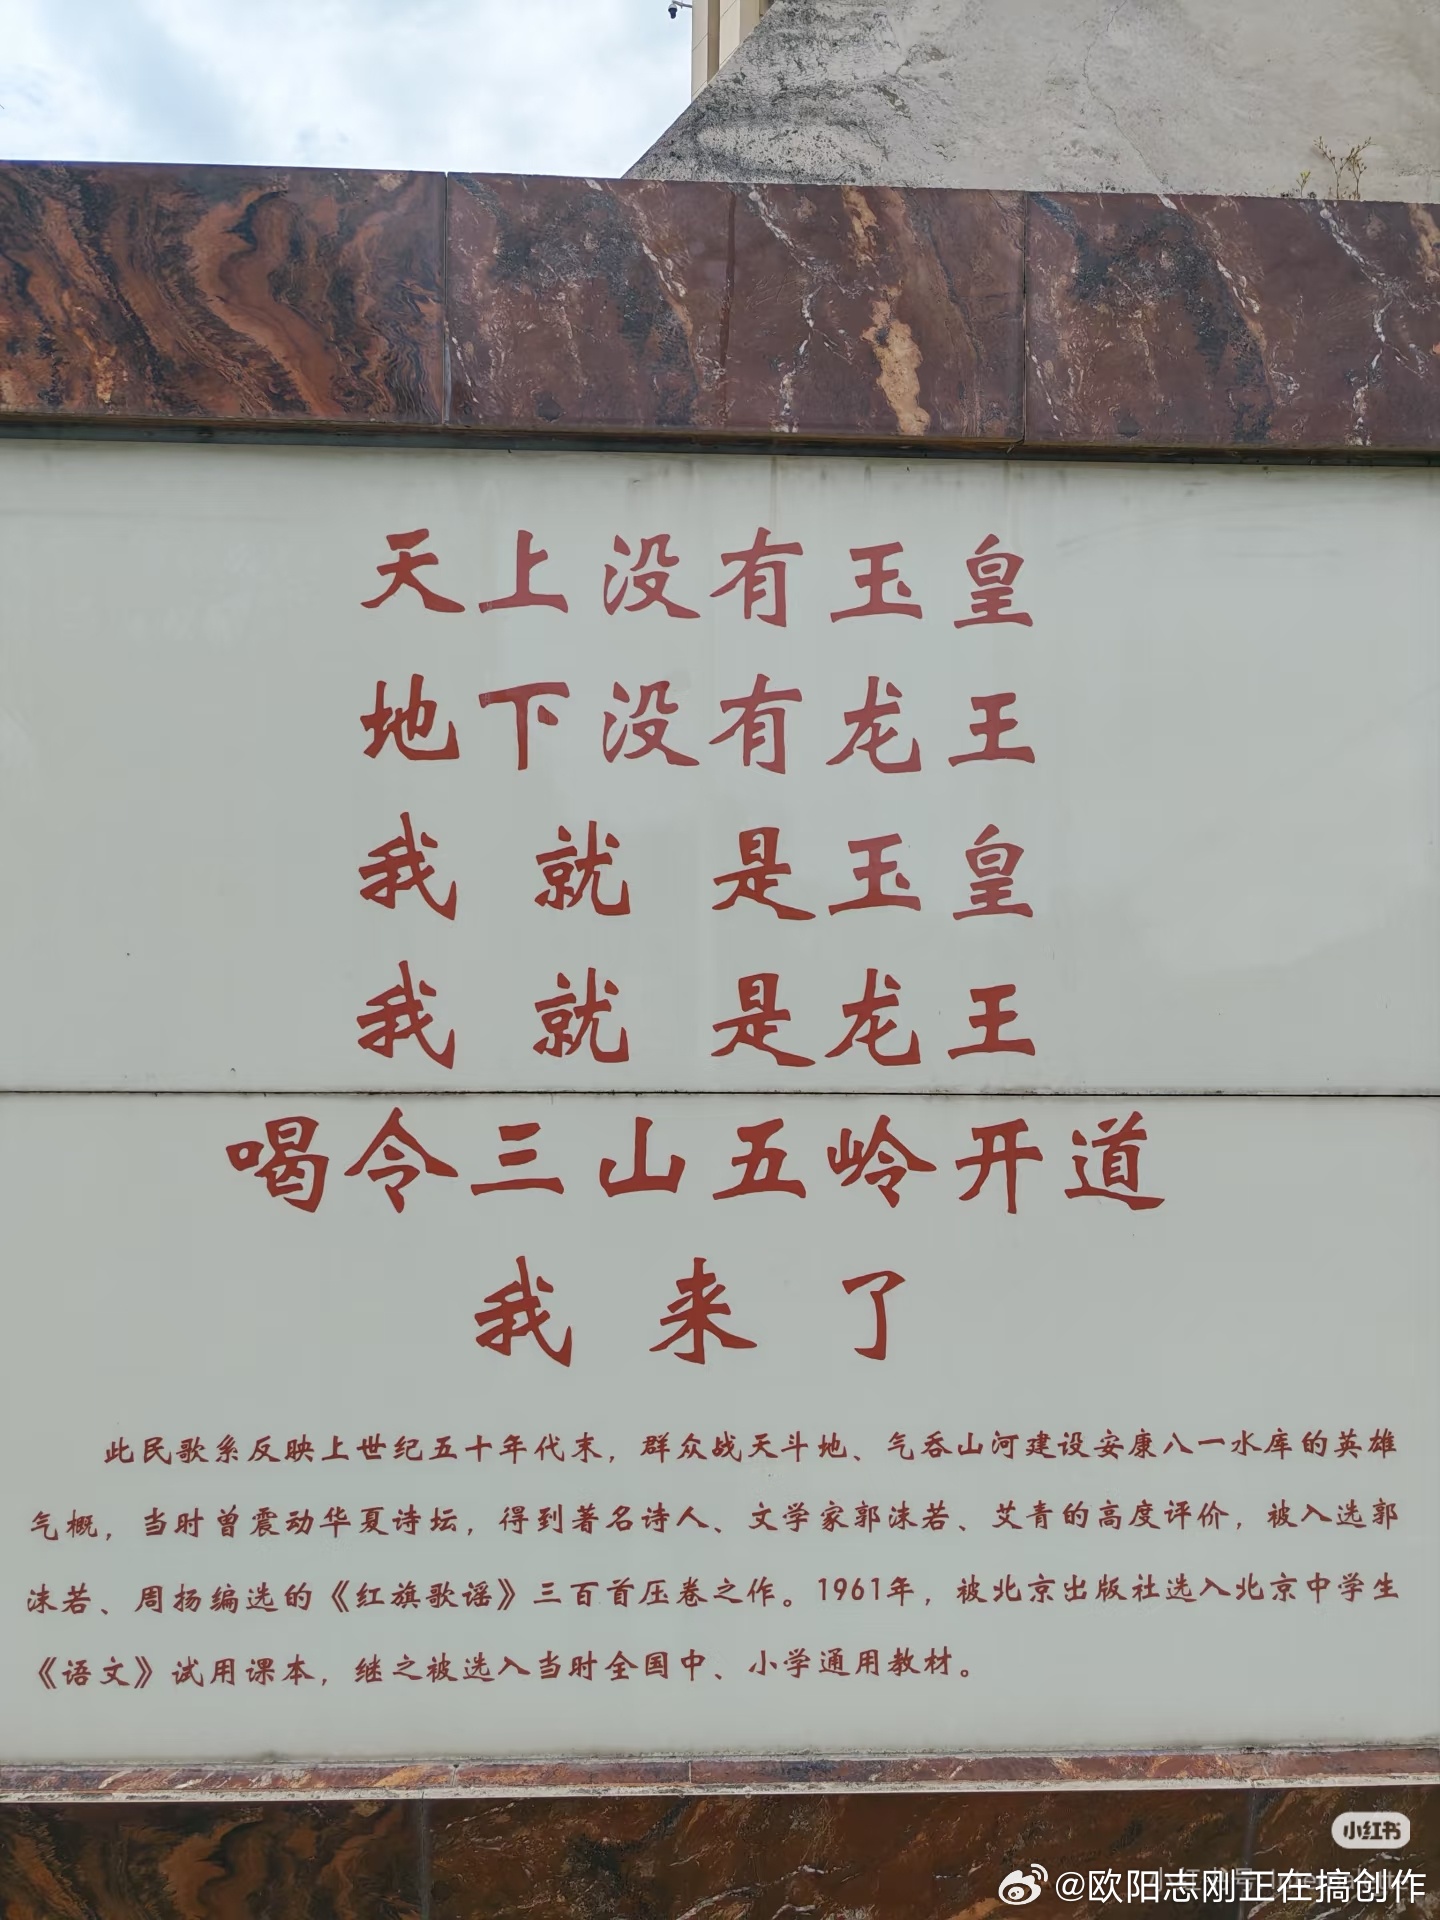 天上没有玉皇
地下没有龙王
我就是玉皇
我就是龙王
喝令三山五岭开道
我来了
此民歌系反映上世纪五十年代末，群众战天斗地、气吞山河建设安康八一水库的英雄
气概，当时曾震动华夏诗坛，得到著名诗人、文学家郭沫若、艾青的高度评价，被入选郭
沫若、周扬编选的《红旗歌谣》三百首压卷之作。1961年，被北京出版社选入北京中学生
《语文》试用课本，继之被选入当时全国中、小学通用教材。
小红书
@欧阳志刚正在搞创作